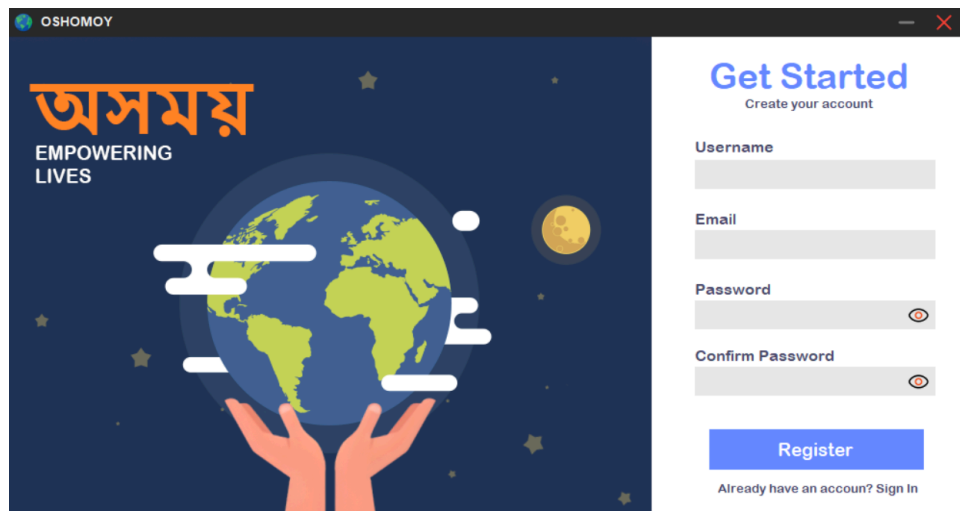 OSHOMOY
অসময়
EMPOWERING
LIVES
Get Started
Create your account
Username
Email
Password
Confirm Password
Register
Already have an accoun? Sign In